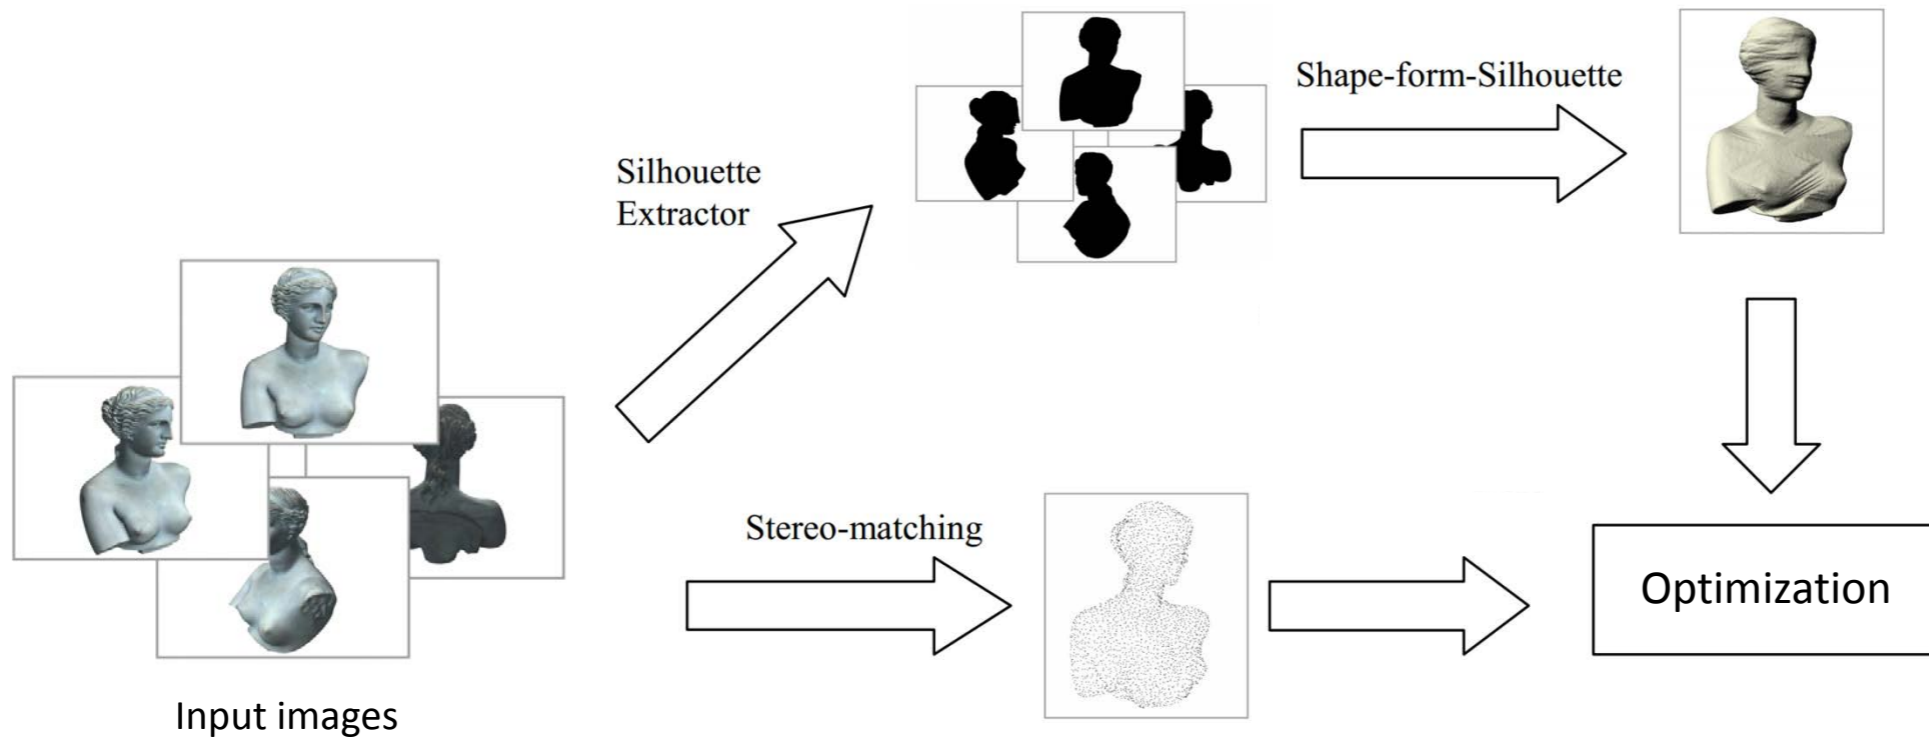 Shape-form-Silhouette
Silhouette
Extractor
Stereo-matching
Optimization
Input images